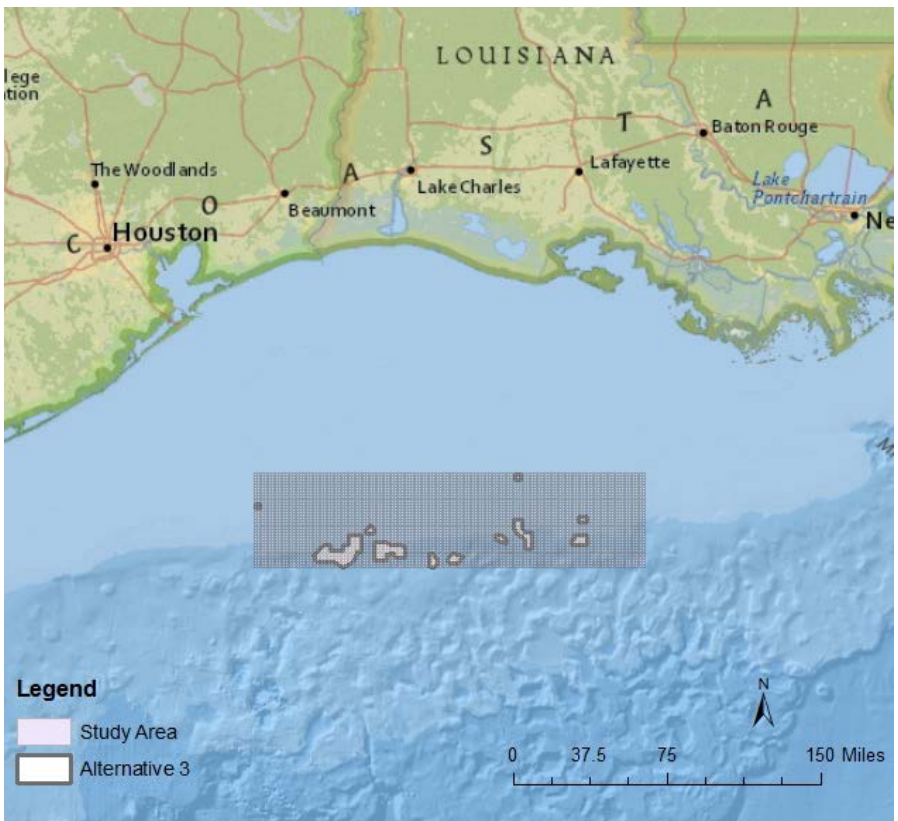 LOUISIANA
lege
ation
A
T
Baton Rouge
S
The Woodlands
A
Lafayette
Lake Charles
Lake
Pontchartrain
O
Beaumont
Ne
C
Houston
M
Legend
Study Area
Alternative 3
N
0 37.5 75 150 Miles